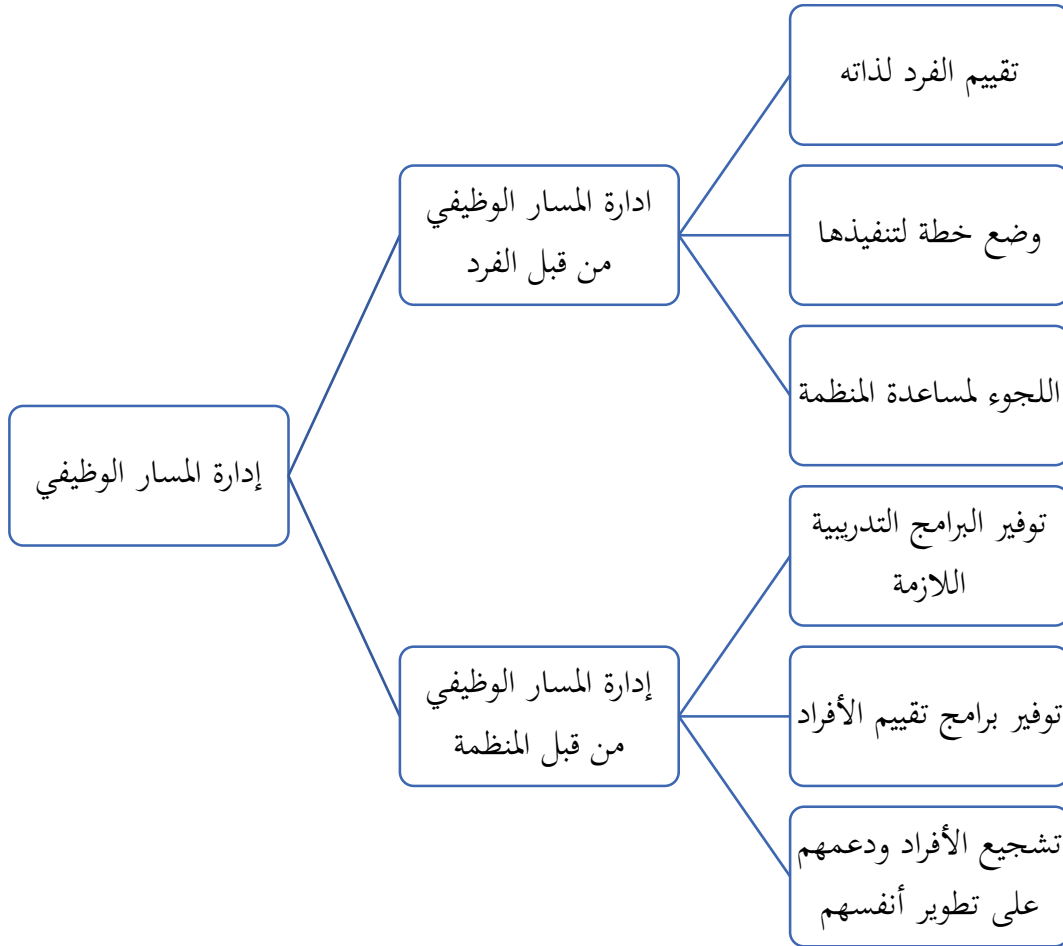 إدارة المسار الوظيفي
ادارة المسار الوظيفي
من قبل الفرد
تقييم الفرد لذاته
وضع خطة لتنفيذها
اللجوء لمساعدة المنظمة
إدارة المسار الوظيفي
من قبل المنظمة
توفير البرامج التدريبية
اللازمة
توفير برامج تقييم الأفراد
تشجيع الأفراد ودعمهم
على تطوير أنفسهم